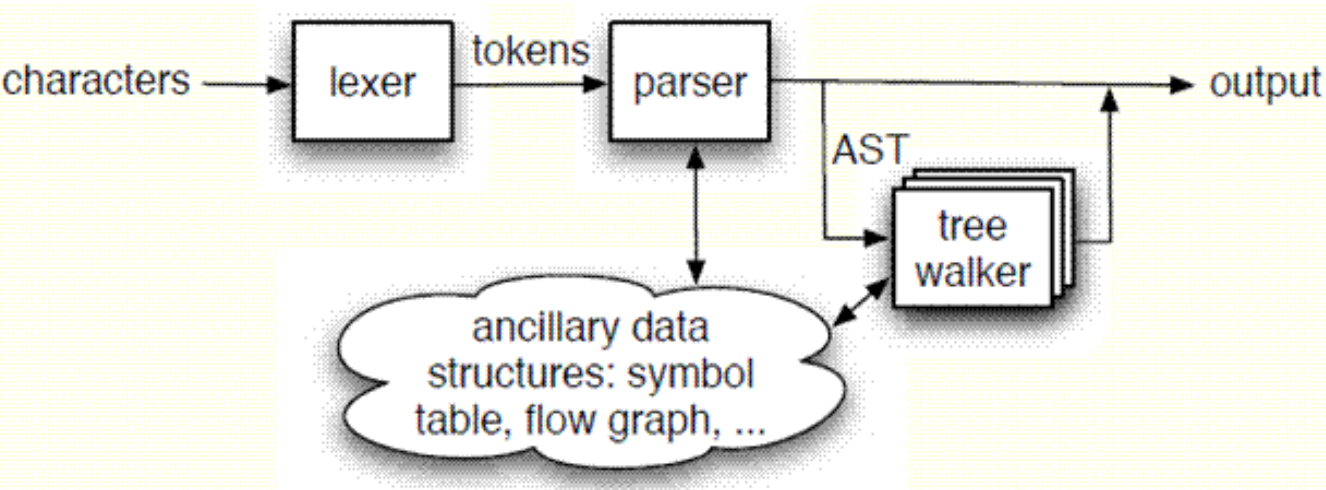 characters
lexer
tokens
parser
output
AST
tree
walker
ancillary data
structures: symbol
table, flow graph, ...